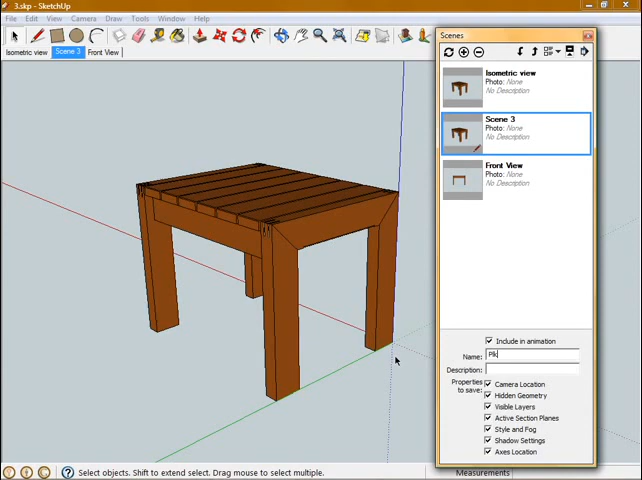 3.skp - SketchUp
File Edit View Camera Draw Tools Window Help
Isometric view Scene 3 Front View
Scenes
Isometric view
Photo: None
No Description
Scene 3
Photo: None
No Description
Front View
Photo: None
No Description
Include in animation
Name: Plk
Description:
Properties to save:
Camera Location
Hidden Geometry
Visible Layers
Active Section Planes
Style and Fog
Shadow Settings
Axes Location
Select objects. Shift to extend select. Drag mouse to select multiple.
Measurements